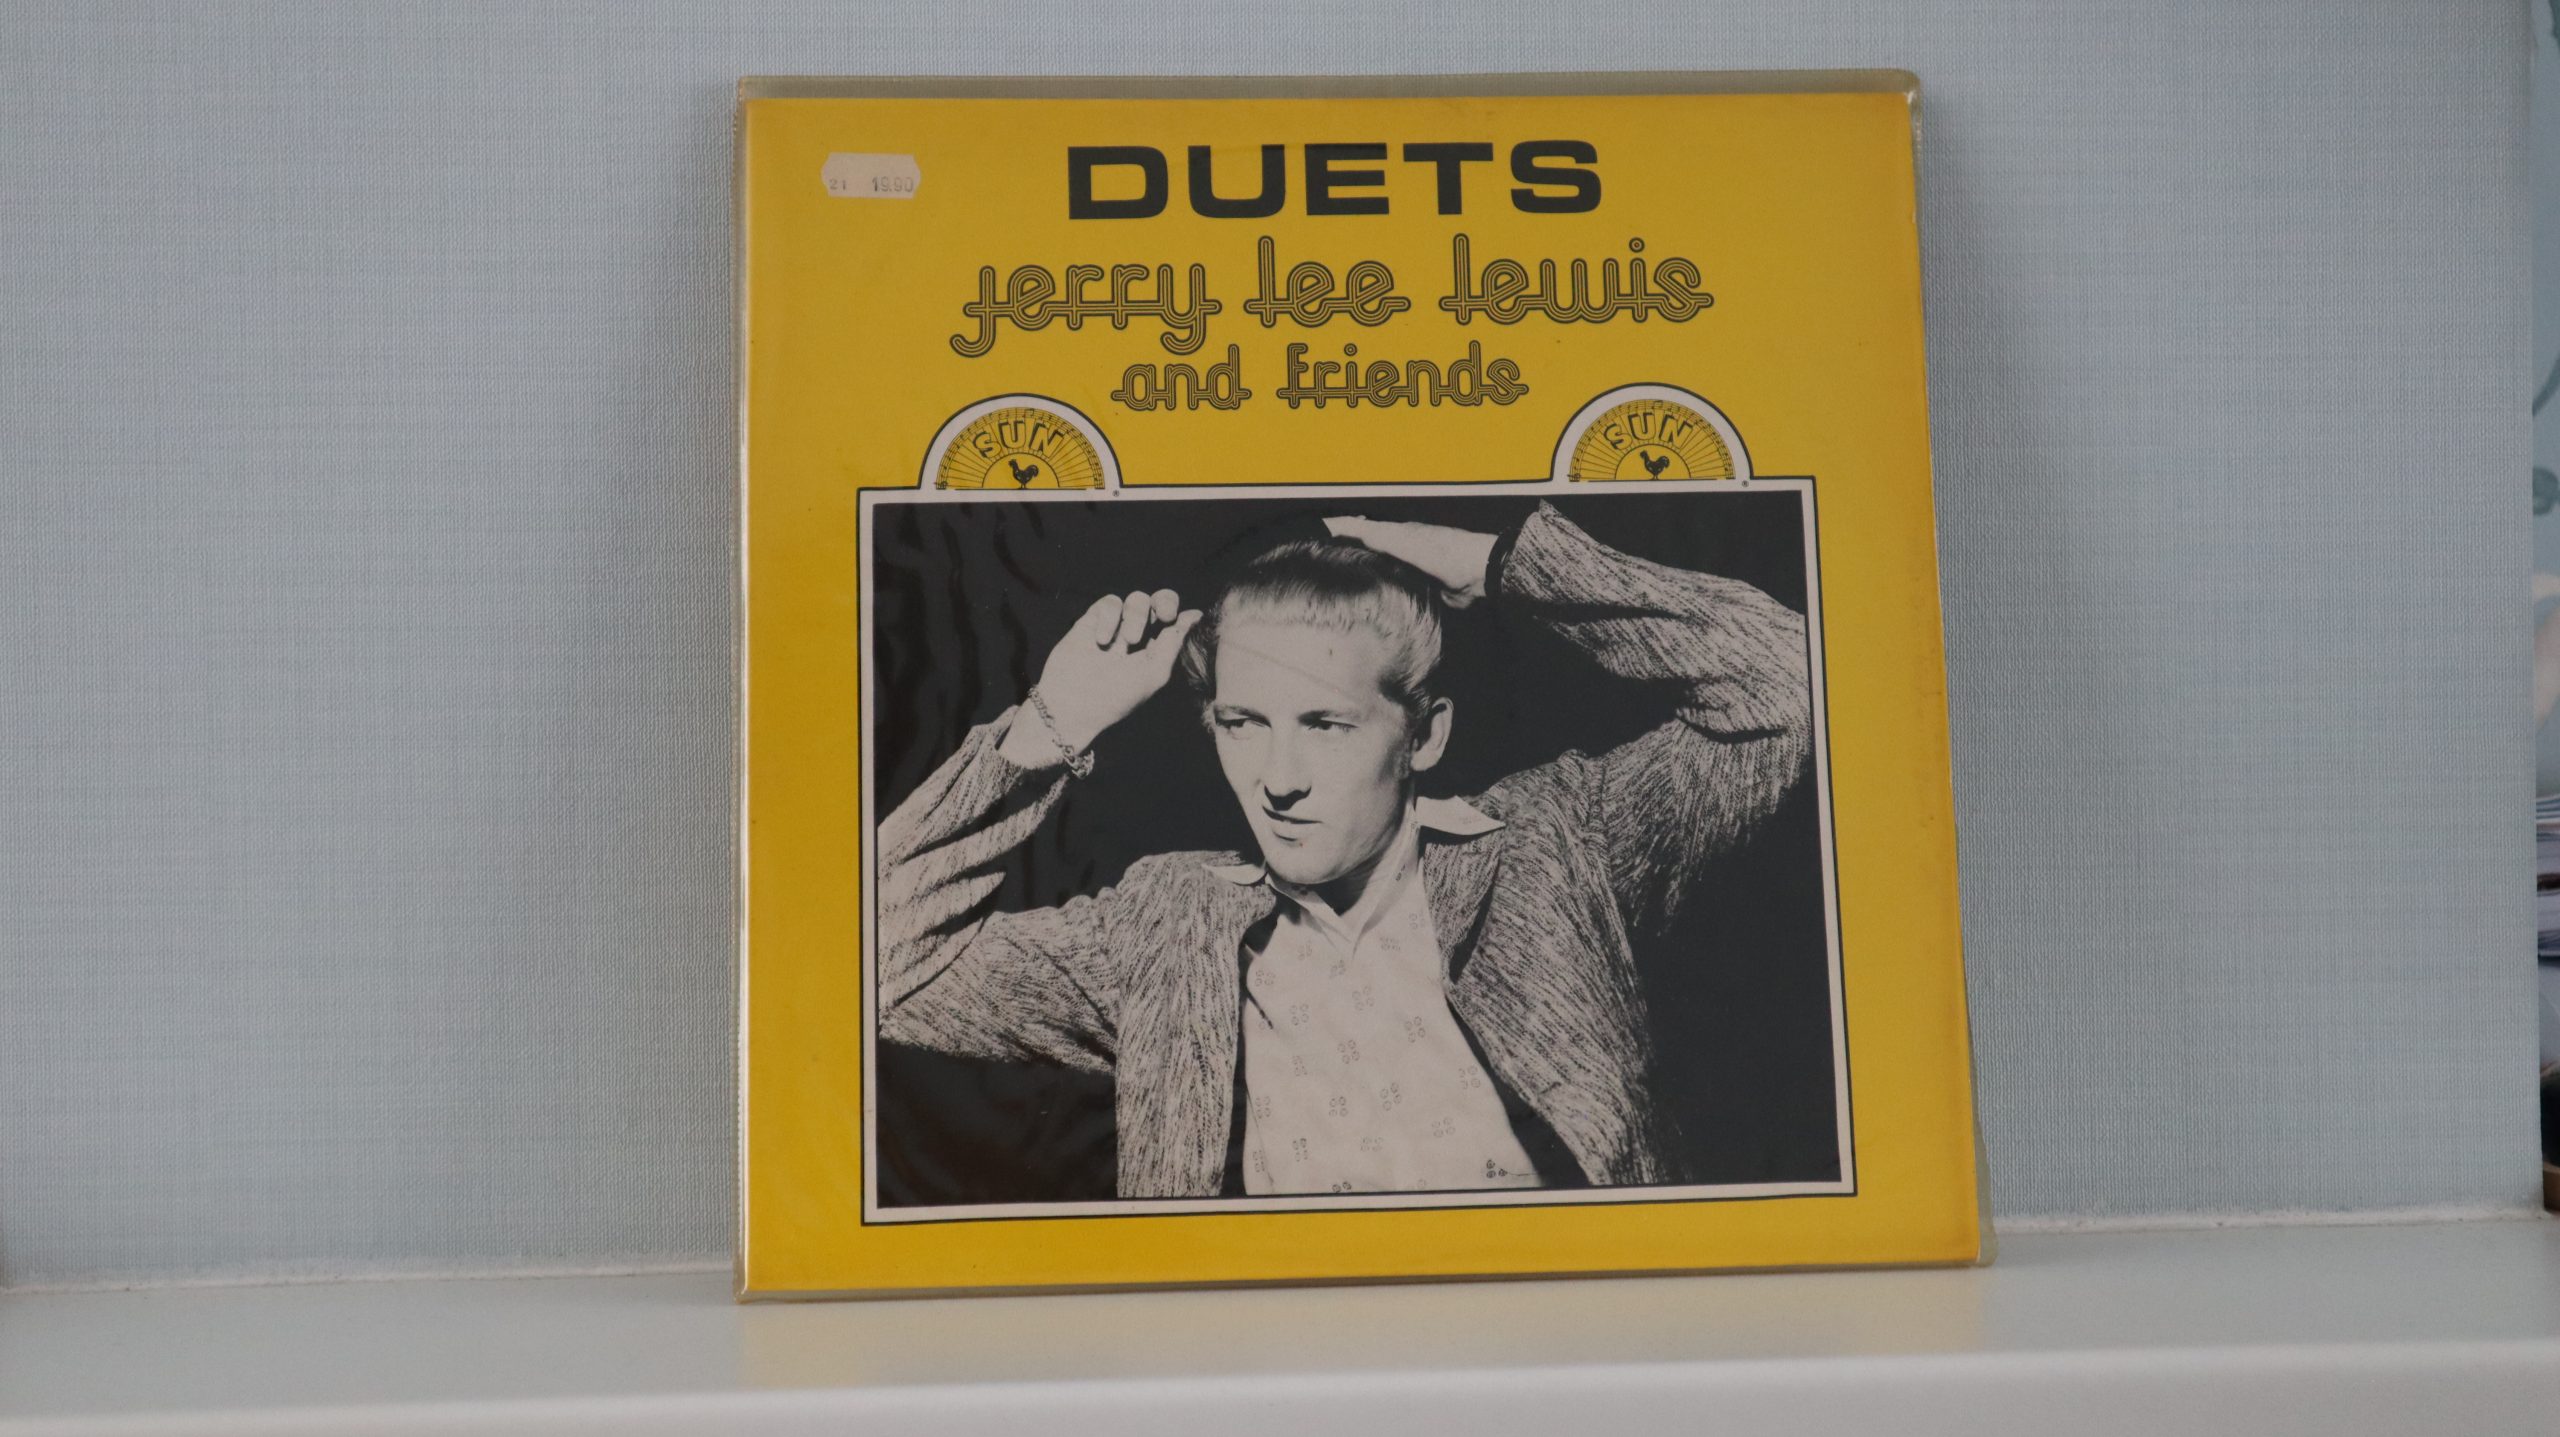 DUETS
21 19.90
jerry lee lewis
and friends
SUN
SUN